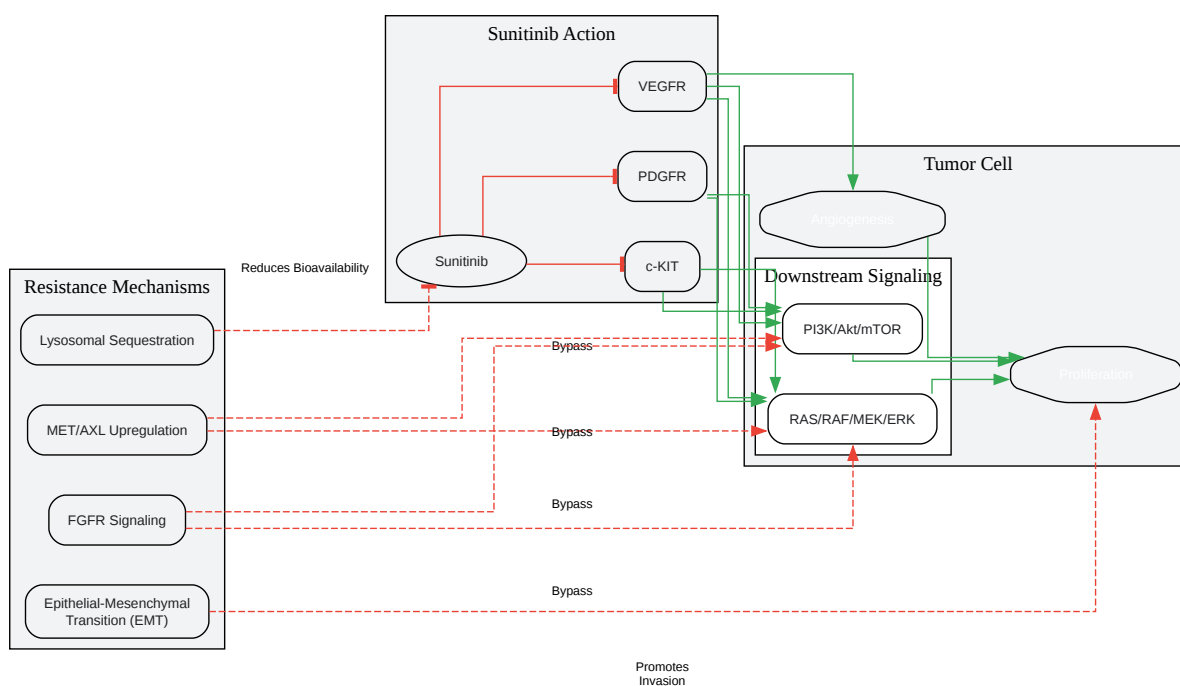 Sunitinib Action
VEGFR
PDGFR
Sunitinib
c-KIT
Tumor Cell
Angiogenesis
Downstream Signaling
PI3K/Akt/mTOR
RAS/RAF/MEK/ERK
Proliferation
Reduces Bioavailability
Resistance Mechanisms
Lysosomal Sequestration
MET/AXL Upregulation
FGFR Signaling
Epithelial-Mesenchymal
Transition (EMT)
Bypass
Bypass
Bypass
Bypass
Promotes
Invasion